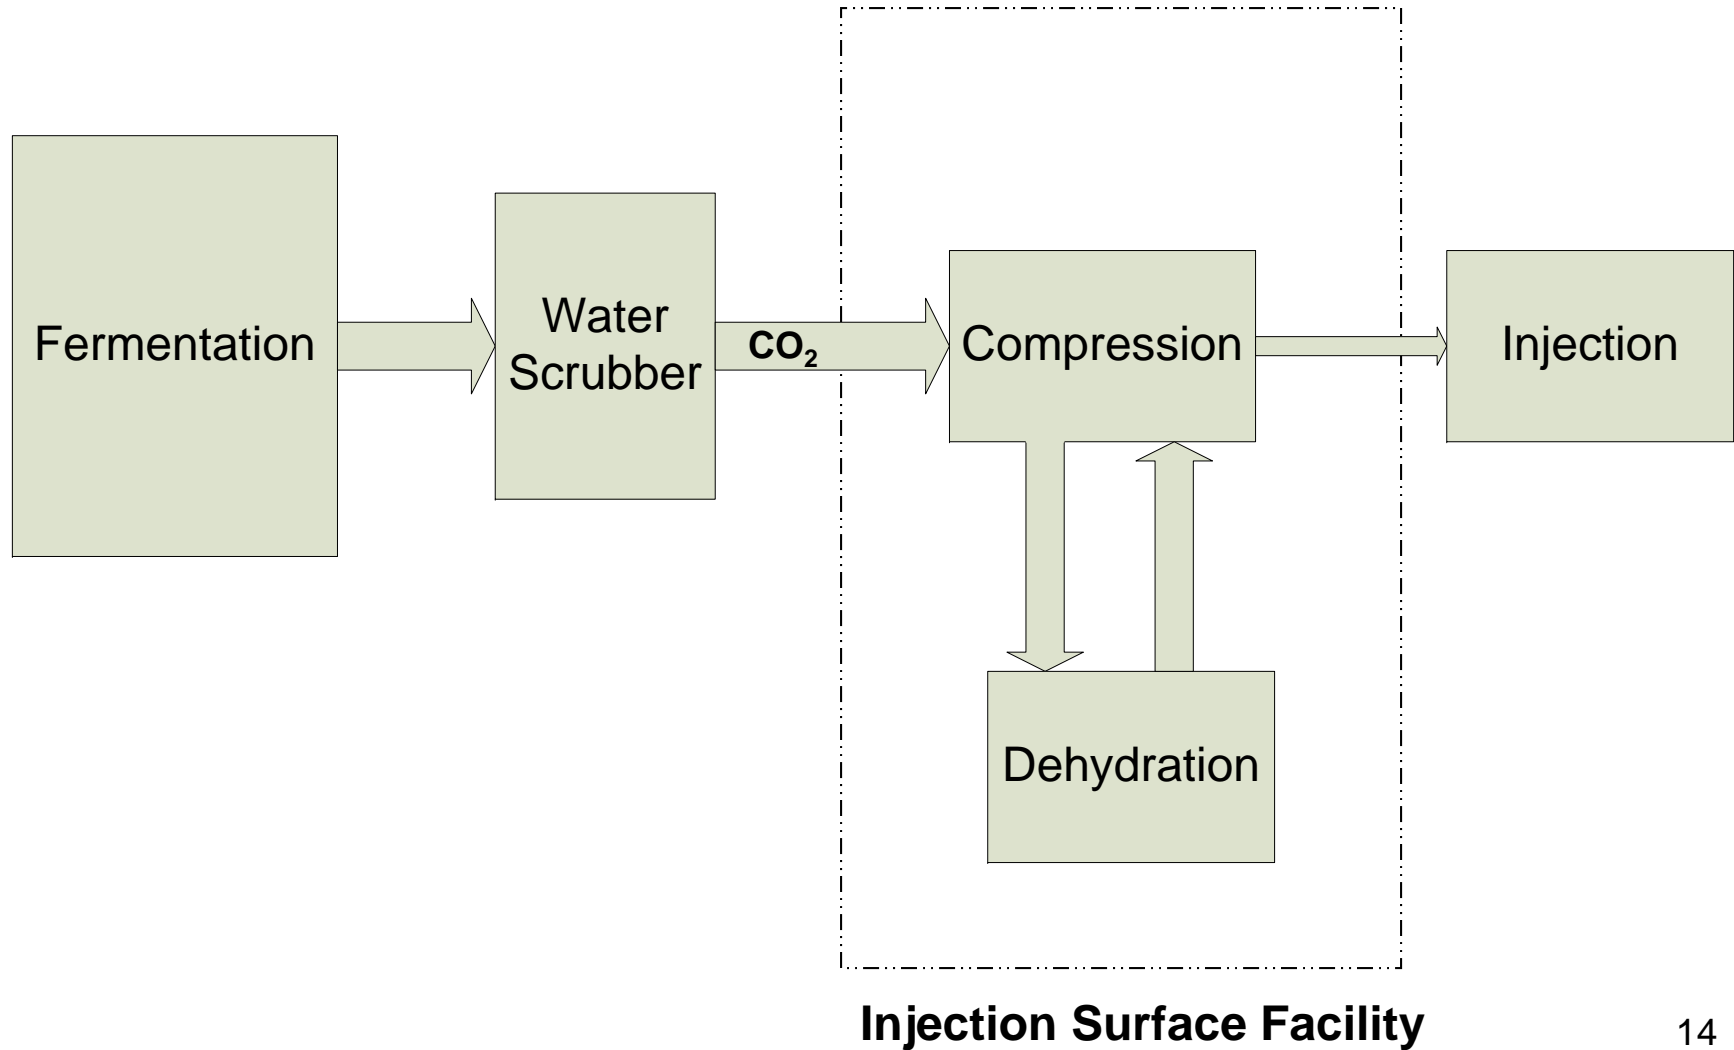 Fermentation
Water
Scrubber
CO₂
Compression
Injection
Dehydration
Injection Surface Facility
14